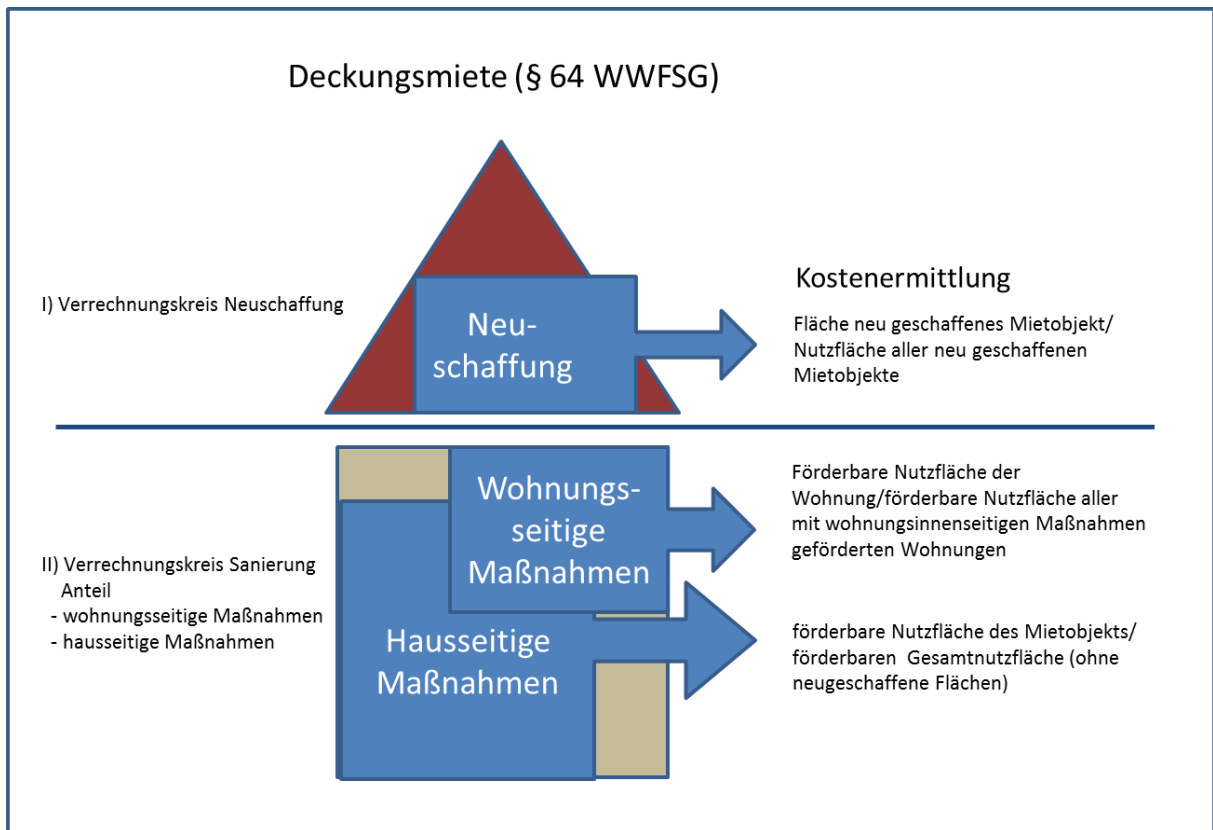 Deckungsmiete (§ 64 WWFSG)
I) Verrechnungskreis Neuschaffung
Neu-
schaffung
Kostenermittlung
Fläche neu geschaffenes Mietobjekt/
Nutzfläche aller neu geschaffenen
Mietobjekte
II) Verrechnungskreis Sanierung
Anteil
- wohnungsseitige Maßnahmen
- hausseitige Maßnahmen
Wohnungs-
seitige
Maßnahmen
Förderbare Nutzfläche der
Wohnung/förderbare Nutzfläche aller
mit wohnungsinnenseitigen Maßnahmen
geförderten Wohnungen
Hausseitige
Maßnahmen
förderbare Nutzfläche des Mietobjekts/
förderbaren Gesamtnutzfläche (ohne
neugeschaffene Flächen)